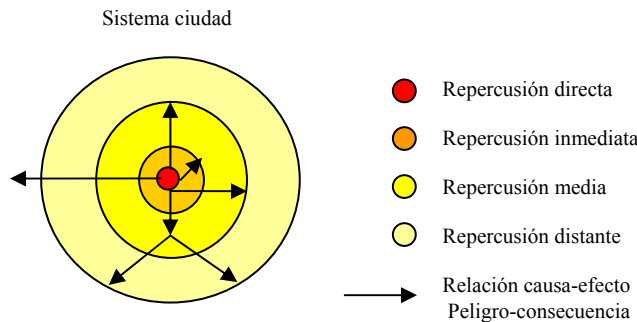 Sistema ciudad
Repercusión directa
Repercusión inmediata
Repercusión media
Repercusión distante
Relación causa-efecto
Peligro-consecuencia